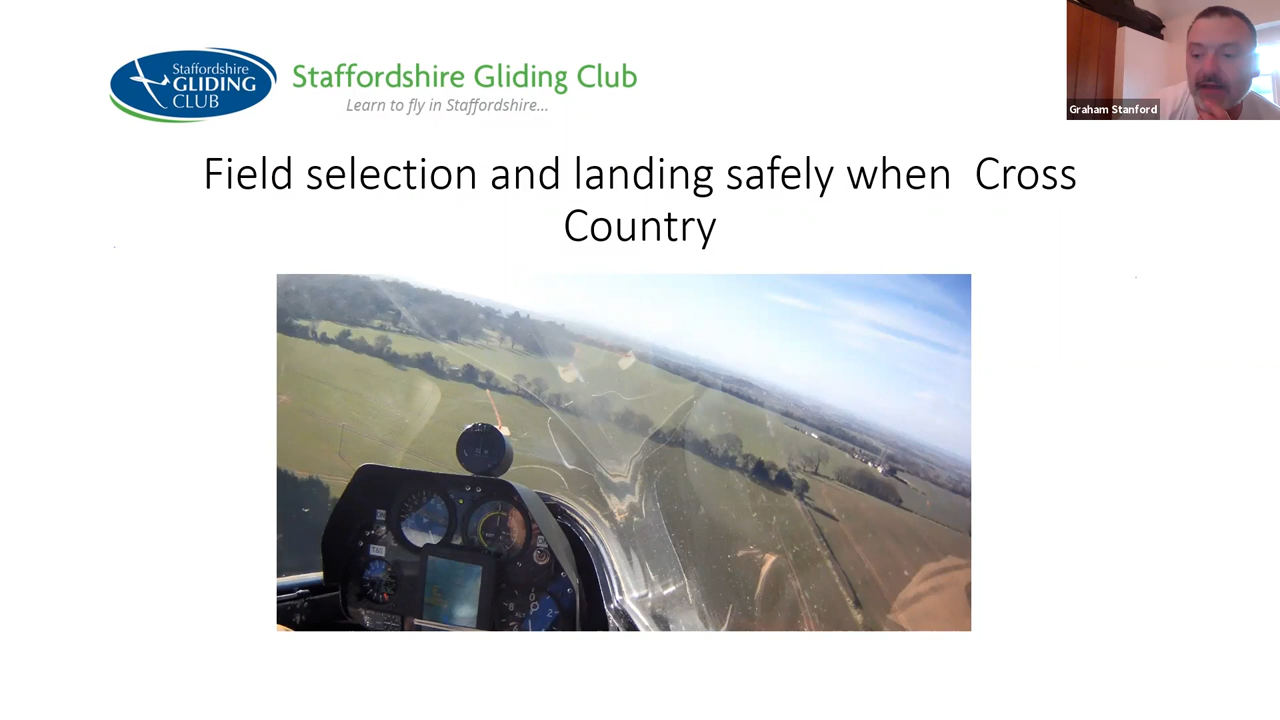 Staffordshire
GLIDING
CLUB
Staffordshire Gliding Club
Learn to fly in Staffordshire...
Graham Stanford
Field selection and landing safely when Cross
Country